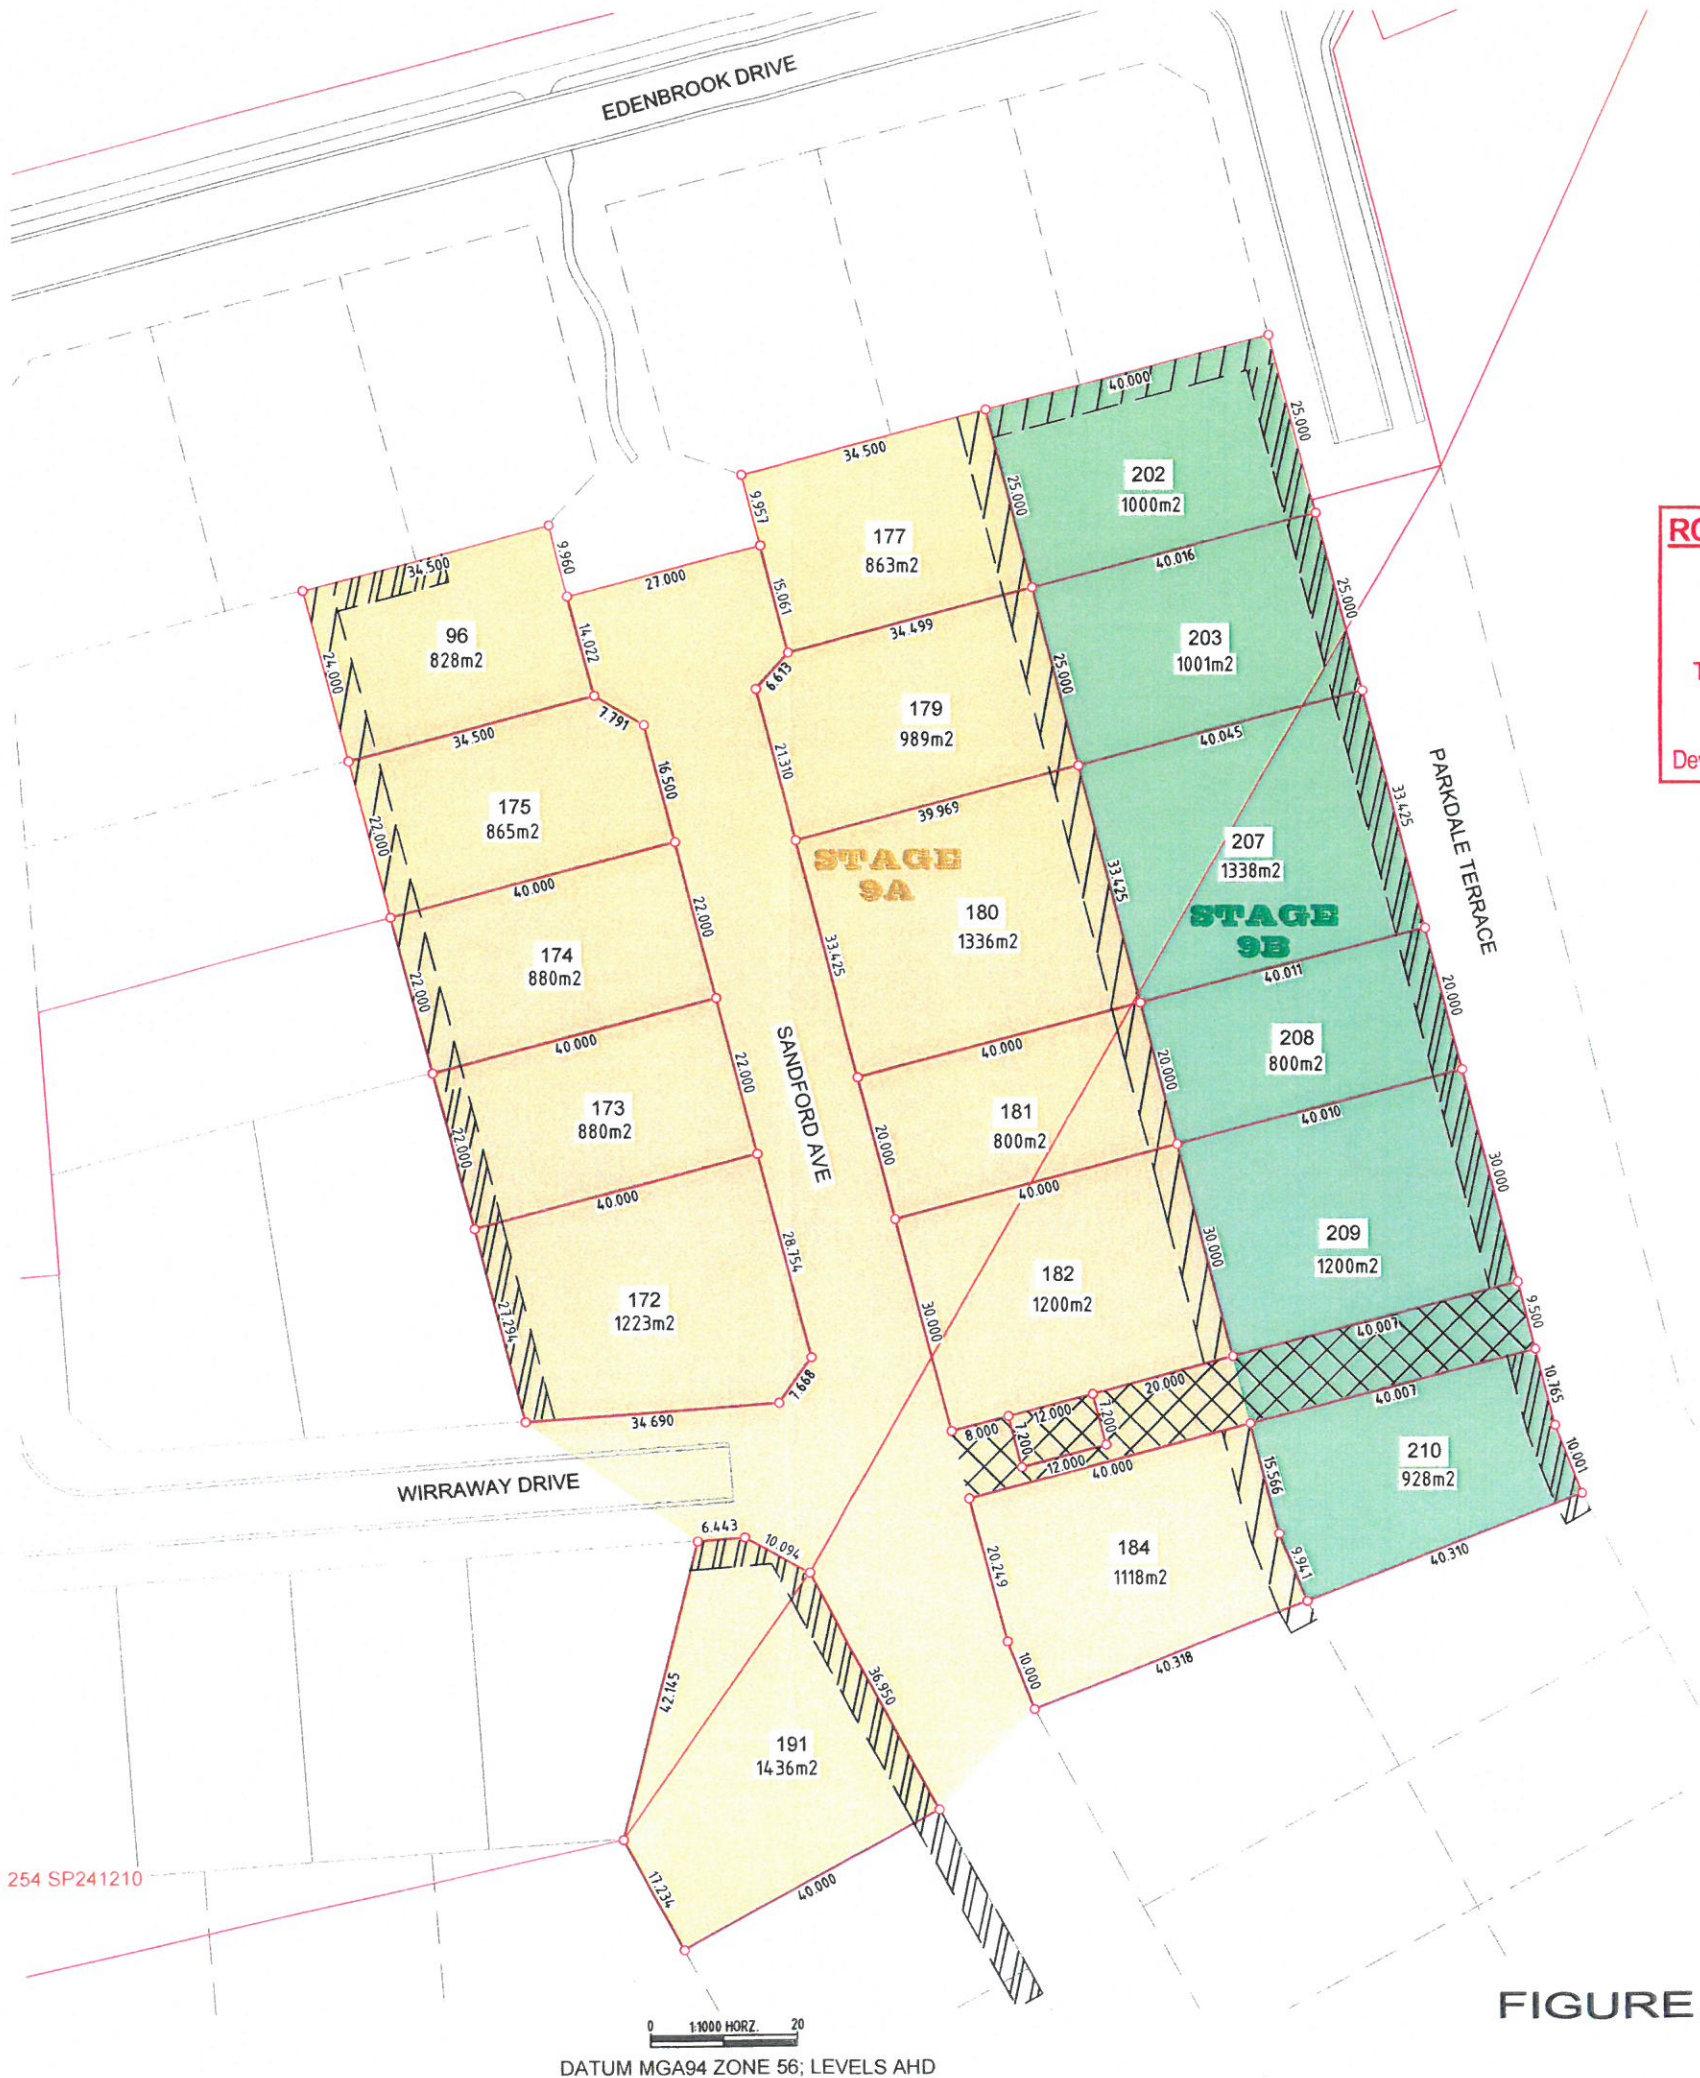 EDENBROOK DRIVE
40.000
25.000
34.500
202
1000m2
25.000
9.957
177
863m2
RO
9.960
34.500
27.000
15.061
40.016
25.000
96
828m2
14.022
34.499
203
1001m2
24.000
6.613
25.000
T
7.791
179
989m2
34.500
16.500
21.310
40.045
Dev
175
865m2
22.000
39.969
33.425
PARKDALE TERRACE
STAGE
9A
207
1338m2
40.000
33.425
22.000
180
1336m2
STAGE
9B
174
880m2
33.425
40.011
22.000
20.000
40.000
22.000
SANDFORD AVE
40.000
208
800m2
20.000
173
880m2
181
800m2
40.010
22.000
20.000
30.000
40.000
40.000
28.754
209
1200m2
30.000
172
1223m2
182
1200m2
27.294
30.000
9.500
40.007
7.668
20.000
10.765
34.690
8.000
12.000
7.200
7.200
40.007
12.000
40.000
210
928m2
10.001
WIRRAWAY DRIVE
15.566
6.443
10.094
184
1118m2
9.941
40.310
20.249
40.318
42.145
36.950
10.000
191
1436m2
254 SP241210
17.234
40.000
FIGURE
0 1:1000 HORZ. 20
DATUM MGA94 ZONE 56; LEVELS AHD